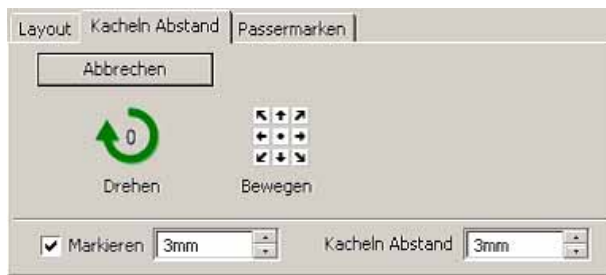 Layout Kacheln Abstand Passermarken
Abbrechen
0
Drehen Bewegen
Markieren 3mm Kacheln Abstand 3mm